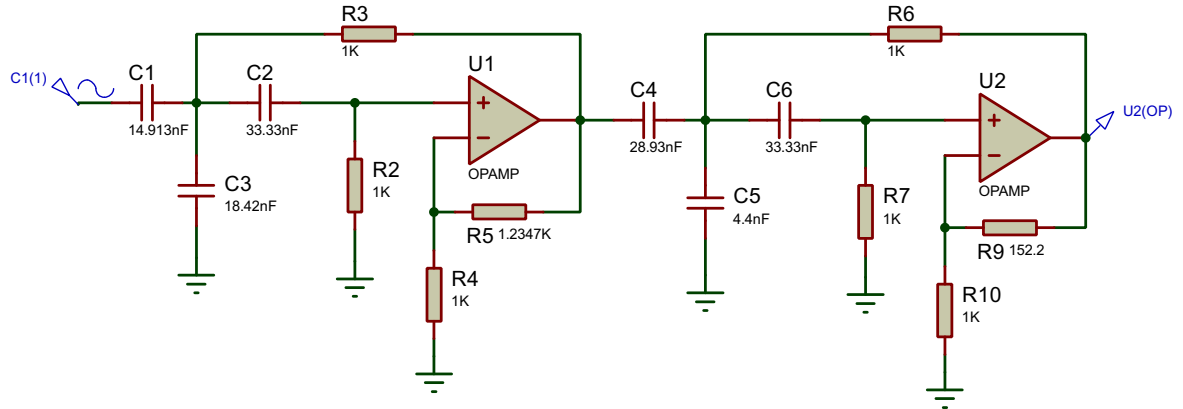 C1(1)
C1
14.913nF
C2
33.33nF
C3
18.42nF
R3
1K
R2
1K
U1
OPAMP
R5 1.2347K
R4
1K
C4
28.93nF
C6
33.33nF
C5
4.4nF
R6
1K
R7
1K
U2
OPAMP
U2(OP)
R9 152.2
R10
1K